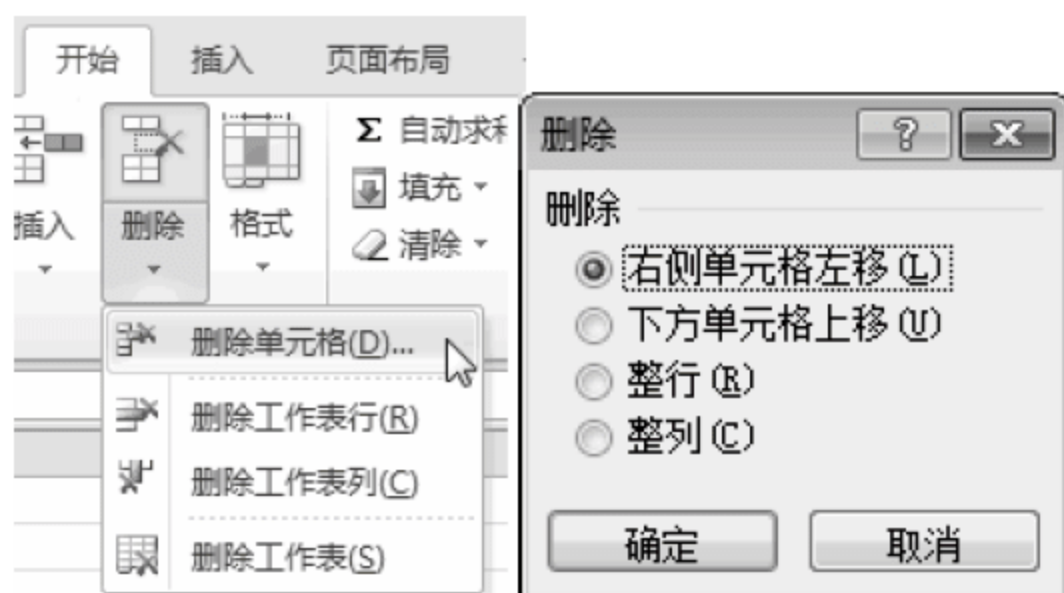 开始 插入 页面布局
Σ 自动求和
填充
清除
插入 删除 格式
删除单元格(D)...
删除工作表行(R)
删除工作表列(C)
删除工作表(S)
删除
删除
右侧单元格左移(L)
下方单元格上移(U)
整行(R)
整列(C)
确定 取消